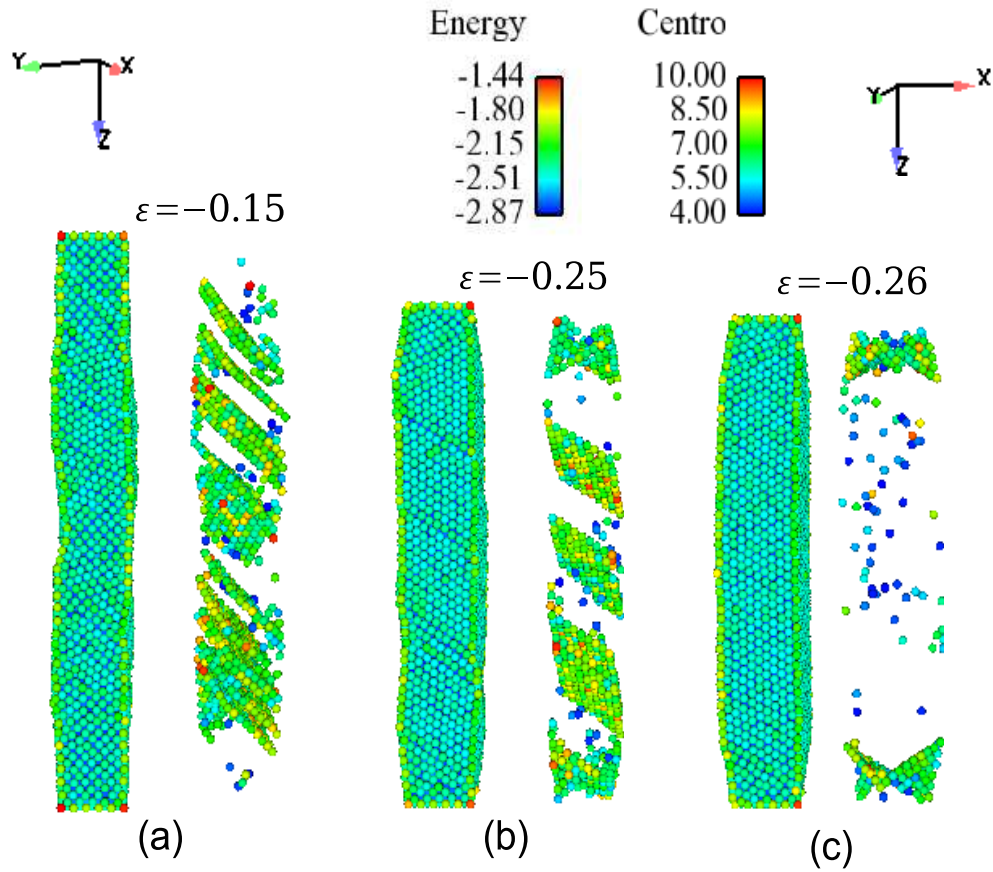 Energy
-1.44
-1.80
-2.15
-2.51
-2.87
Centro
10.00
8.50
7.00
5.50
4.00
Y
X
Z
Y
X
Z
ε=−0.15
ε=−0.25
ε=−0.26
(a)
(b)
(c)